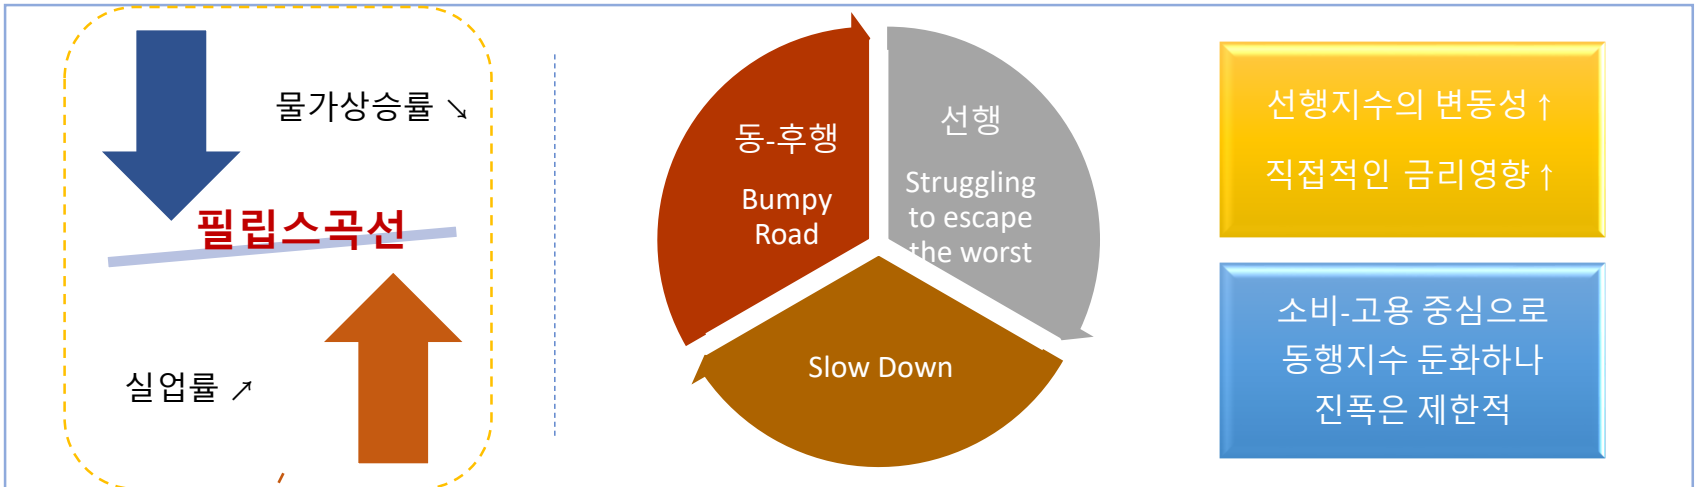 물가상승률 ↘
필립스곡선
실업률 ↗
동-후행
Bumpy
Road
선행
Struggling
to escape
the worst
Slow Down
선행지수의 변동성 ↑
직접적인 금리영향 ↑
소비-고용 중심으로
동행지수 둔화하나
진폭은 제한적